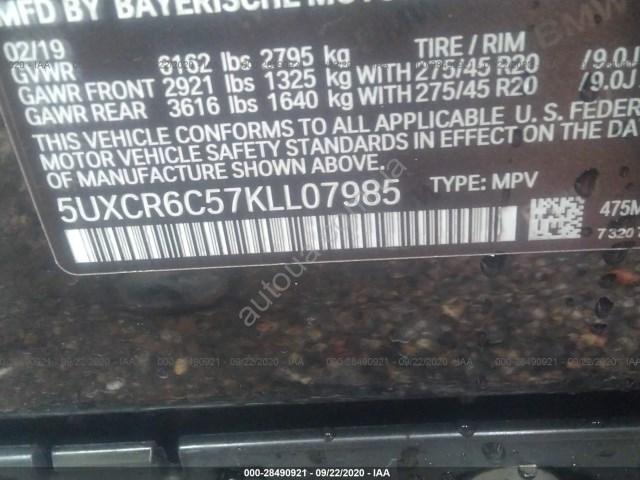 MFD BY BAYERISCHE MOTOR
02/19
GVWR 6162 lbs 2795 kg TIRE / RIM
GAWR FRONT 2921 lbs 1325 kg WITH 275/45 R20 /9.0J
GAWR REAR 3616 lbs 1640 kg WITH 275/45 R20 /9.0J
THIS VEHICLE CONFORMS TO ALL APPLICABLE U. S. FEDER
MOTOR VEHICLE SAFETY STANDARDS IN EFFECT ON THE DA
OF MANUFACTURE SHOWN ABOVE.
5UXCR6C57KLL07985 TYPE: MPV
475M
7320
000-28490921 - 09/22/2020 - IAA